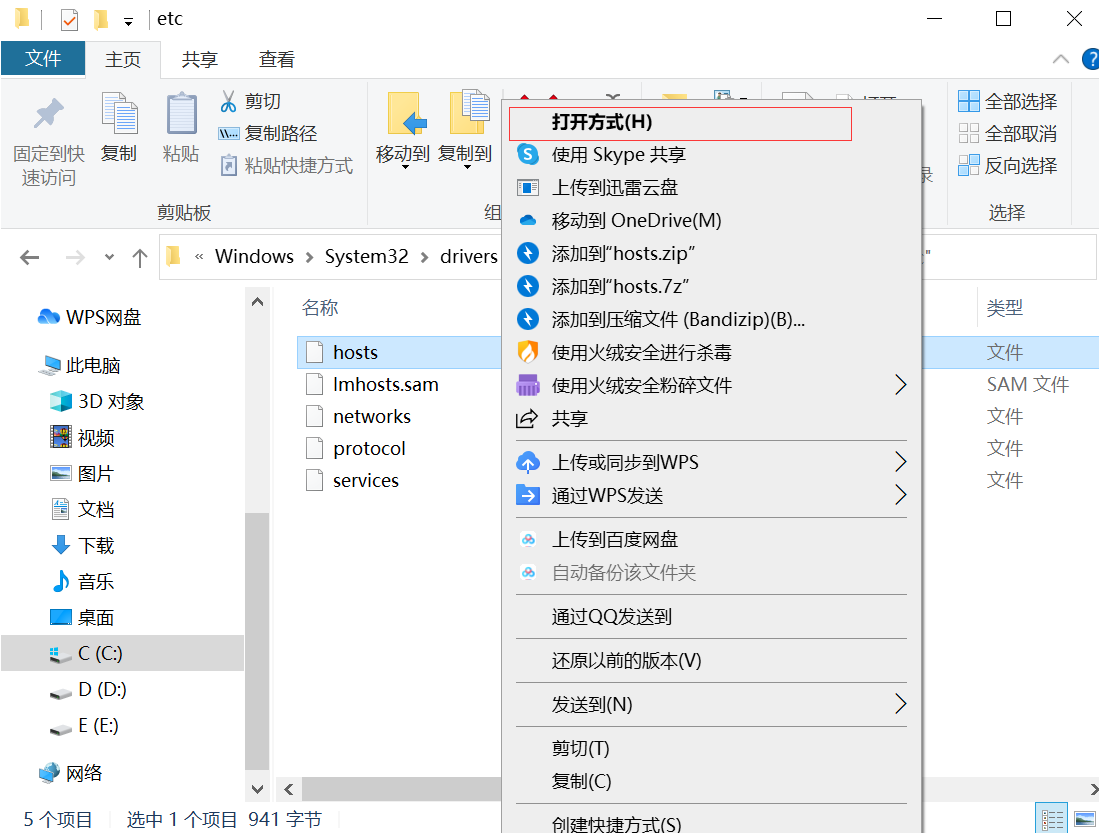 etc
文件 主页 共享 查看
固定到快
速访问
复制
粘贴
剪切
复制路径
粘贴快捷方式
剪贴板
移动到
复制到
组
全部选择
全部取消
反向选择
选择
« Windows > System32 > drivers
WPS网盘
此电脑
3D 对象
视频
图片
文档
下载
音乐
桌面
C (C:)
D (D:)
E (E:)
网络
名称
类型
hosts 文件
lmhosts.sam SAM 文件
networks 文件
protocol 文件
services 文件
打开方式(H)
使用 Skype 共享
上传到迅雷云盘
移动到 OneDrive(M)
添加到“hosts.zip”
添加到“hosts.7z”
添加到压缩文件 (Bandizip)(B)...
使用火绒安全进行杀毒
使用火绒安全粉碎文件
共享
上传或同步到WPS
通过WPS发送
上传到百度网盘
自动备份该文件夹
通过QQ发送到
还原以前的版本(V)
发送到(N)
剪切(T)
复制(C)
创建快捷方式(S)
5 个项目 选中 1 个项目 941 字节